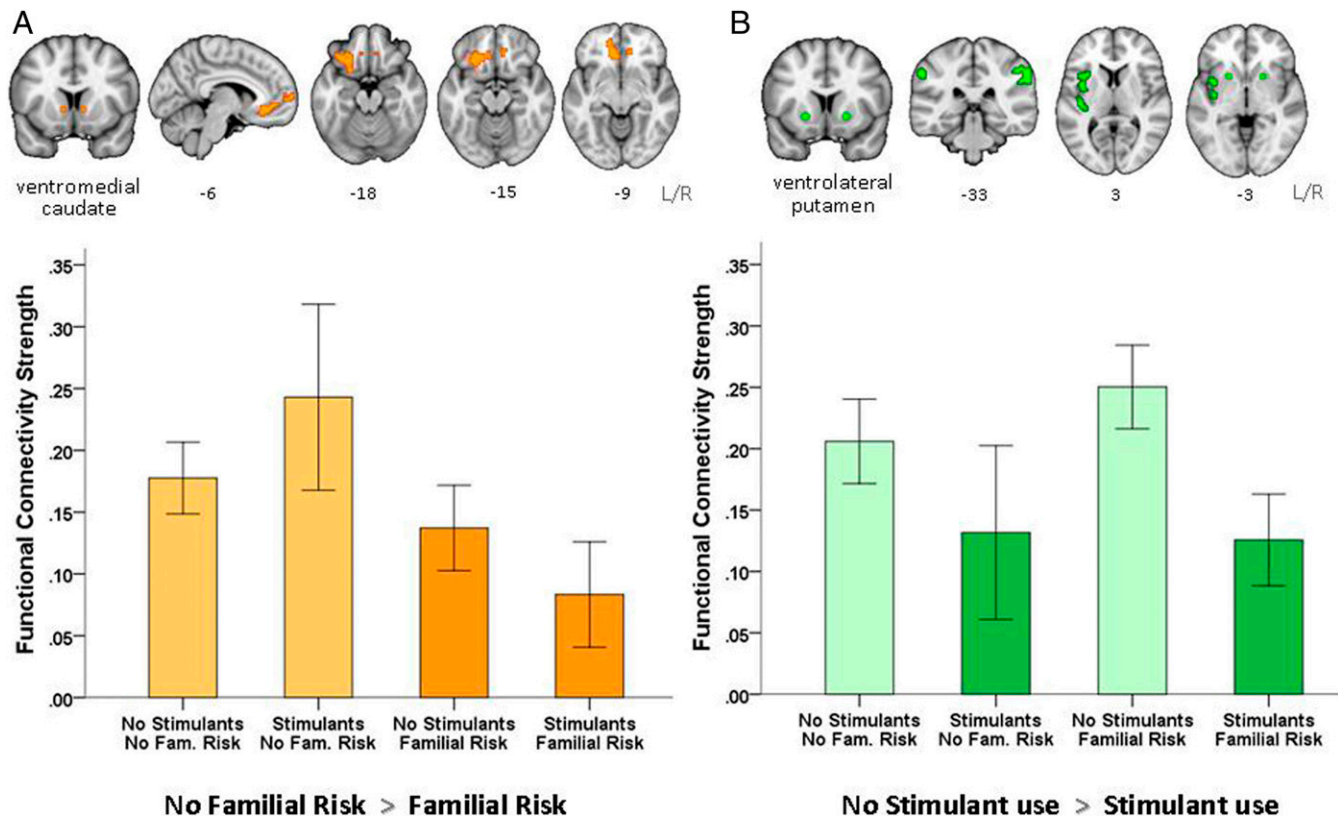 A
ventromedial
caudate
-6
-18
-15
-9
L/R
Functional Connectivity Strength
.35
.30
.25
.20
.15
.10
.05
.00
No Stimulants
No Fam. Risk
Stimulants
No Fam. Risk
No Stimulants
Familial Risk
Stimulants
Familial Risk
No Familial Risk > Familial Risk
B
ventrolateral
putamen
-33
3
-3
L/R
Functional Connectivity Strength
.35
.30
.25
.20
.15
.10
.05
.00
No Stimulants
No Fam. Risk
Stimulants
No Fam. Risk
No Stimulants
Familial Risk
Stimulants
Familial Risk
No Stimulant use > Stimulant use